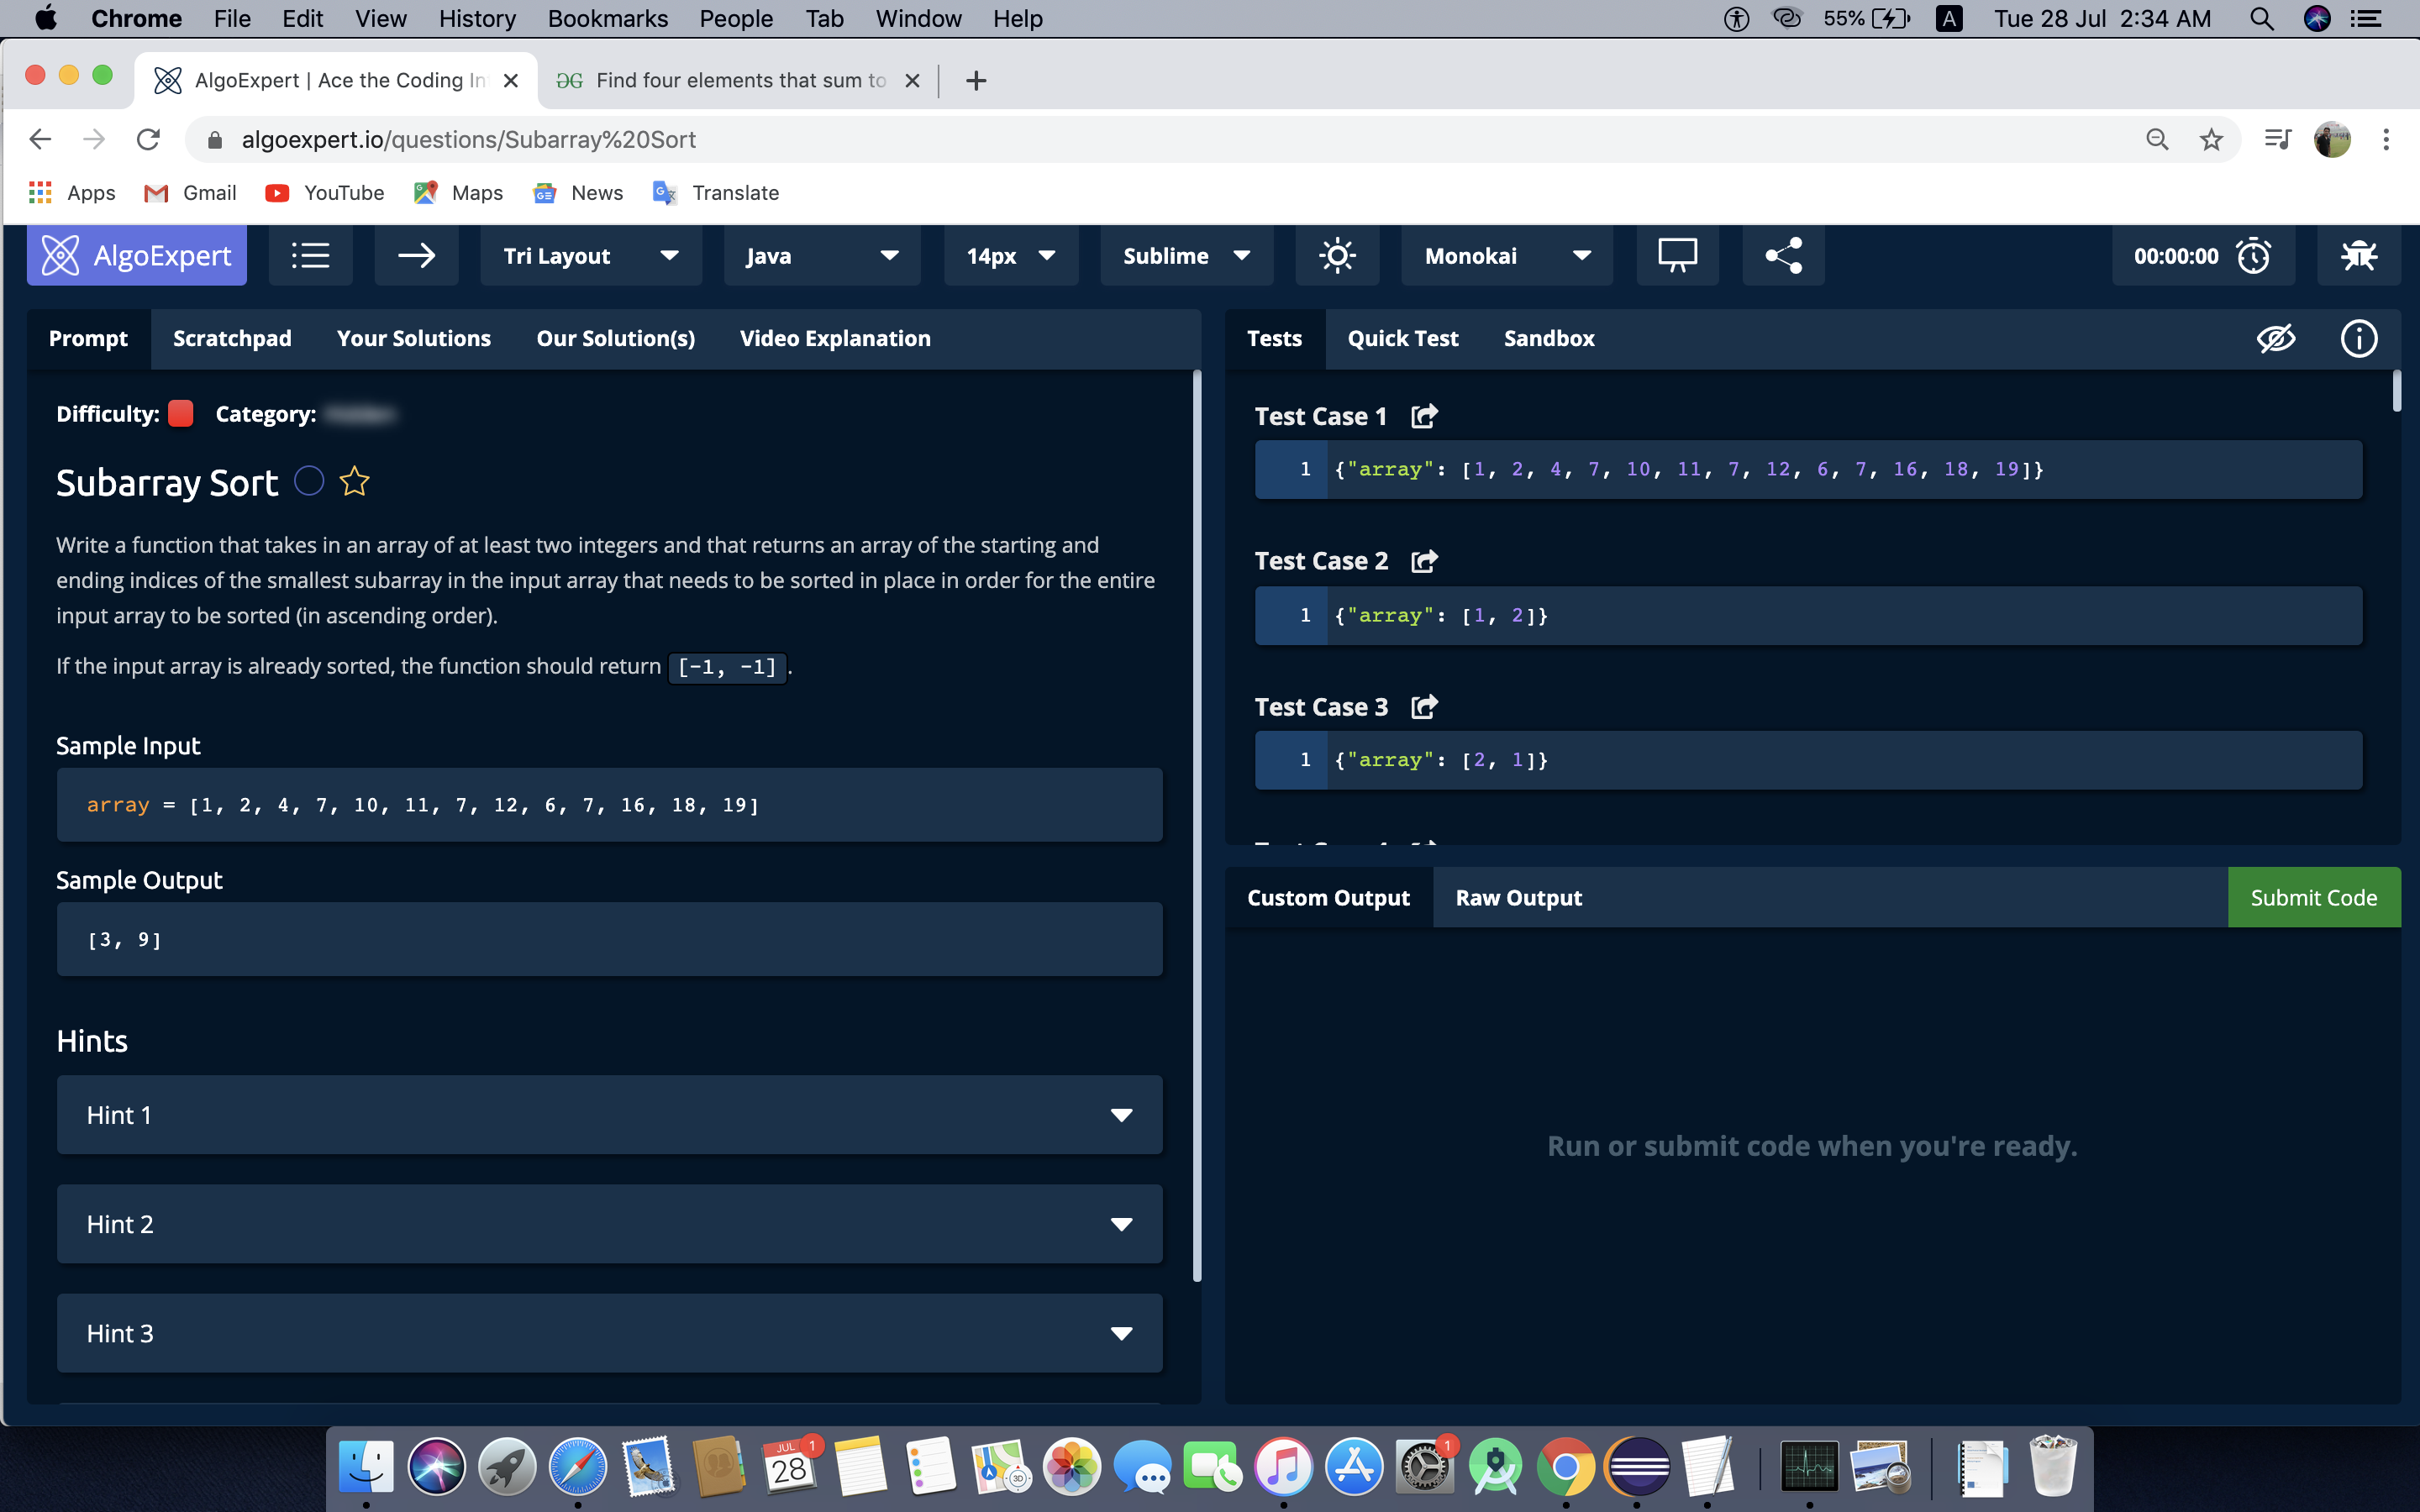 Chrome File Edit View History Bookmarks People Tab Window Help 55% A Tue 28 Jul 2:34 AM
AlgoExpert | Ace the Coding In Find four elements that sum to
algoexpert.io/questions/Subarray%20Sort
Apps Gmail YouTube Maps News Translate
AlgoExpert Tri Layout Java 14px Sublime Monokai 00:00:00
Prompt Scratchpad Your Solutions Our Solution(s) Video Explanation
Difficulty: Category:
Subarray Sort
Write a function that takes in an array of at least two integers and that returns an array of the starting and
ending indices of the smallest subarray in the input array that needs to be sorted in place in order for the entire
input array to be sorted (in ascending order).
If the input array is already sorted, the function should return [-1, -1].
Sample Input
array = [1, 2, 4, 7, 10, 11, 7, 12, 6, 7, 16, 18, 19]
Sample Output
[3, 9]
Hints
Hint 1
Hint 2
Hint 3
Tests Quick Test Sandbox
Test Case 1
1 {"array": [1, 2, 4, 7, 10, 11, 7, 12, 6, 7, 16, 18, 19]}
Test Case 2
1 {"array": [1, 2]}
Test Case 3
1 {"array": [2, 1]}
Custom Output Raw Output Submit Code
Run or submit code when you're ready.
JUL 28 1
3D
1